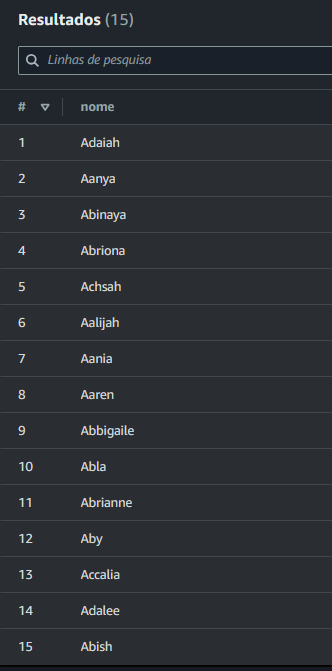 Resultados (15)
Linhas de pesquisa
# nome
1 Adaiah
2 Aanya
3 Abinaya
4 Abriona
5 Achsah
6 Aalijah
7 Aania
8 Aaren
9 Abbigaile
10 Abla
11 Abrianne
12 Aby
13 Accalia
14 Adalee
15 Abish